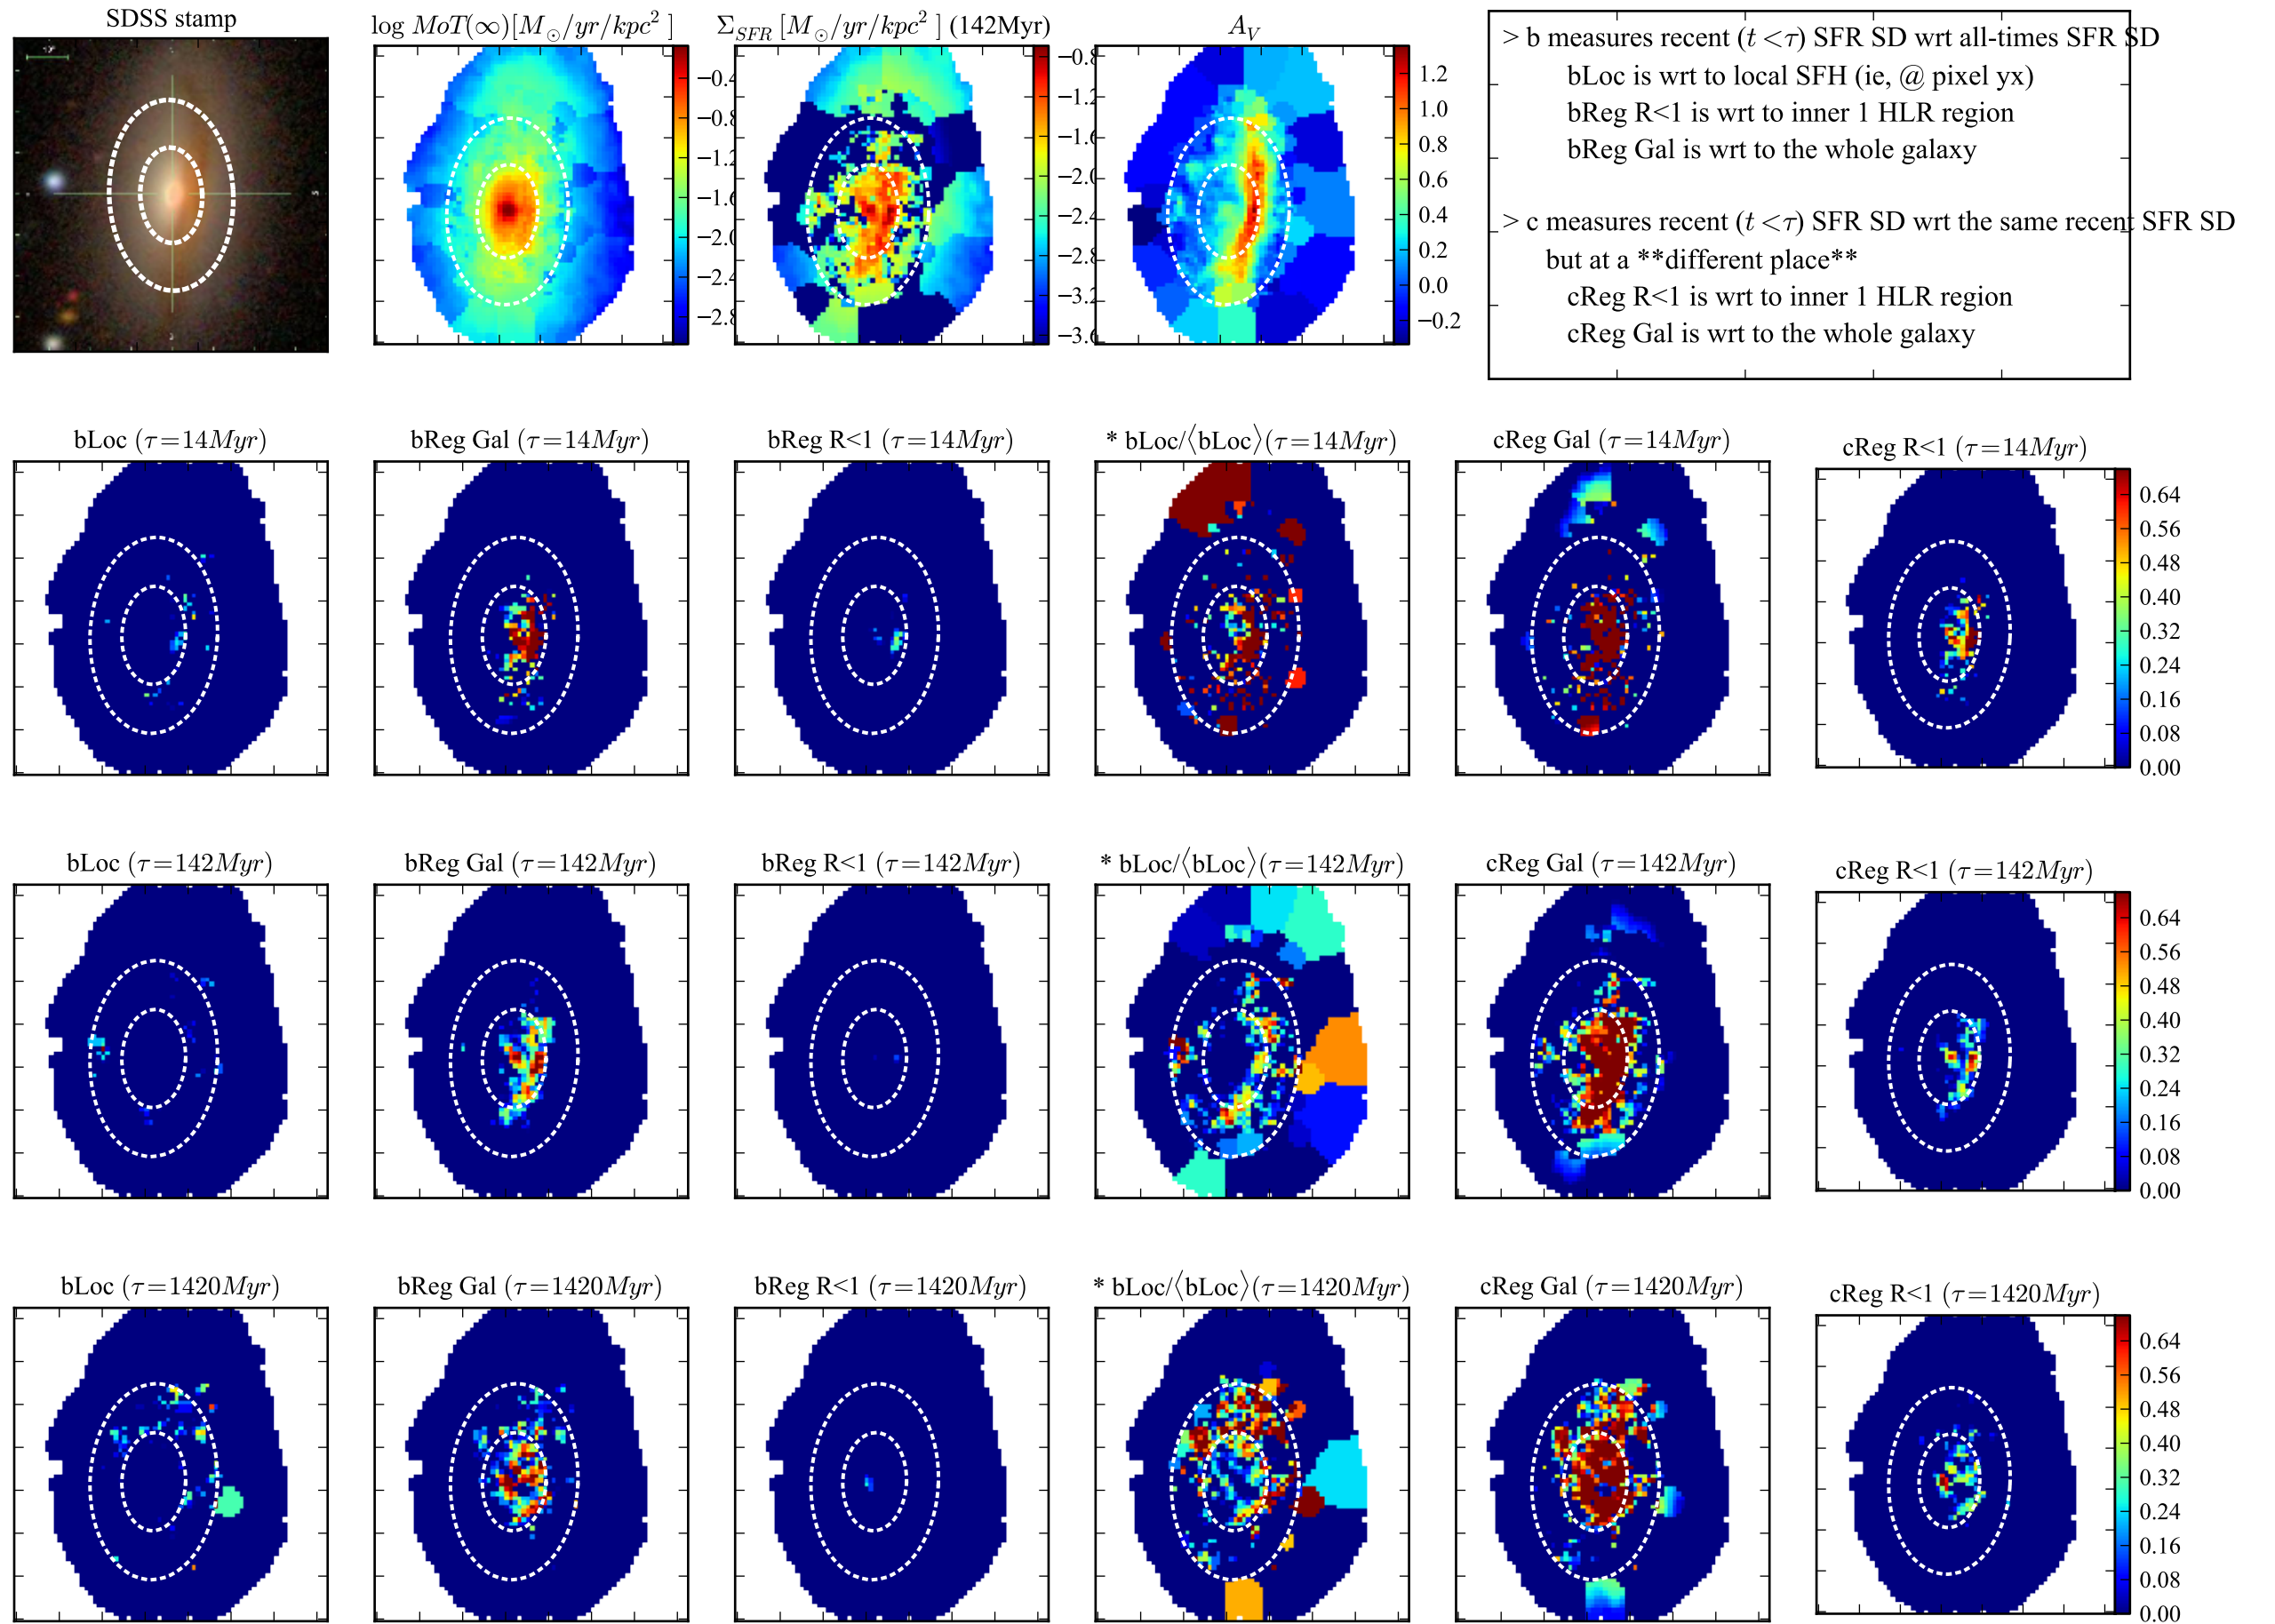 SDSS stamp
log MoT(∞)[M⊙/yr/kpc²]
Σ_SFR [M⊙/yr/kpc²] (142Myr)
A_V
−0.4
−0.8
−1.2
−1.6
−2.0
−2.4
−2.8
−0.8
−1.2
−1.6
−2.0
−2.4
−2.8
−3.2
−3.6
1.2
1.0
0.8
0.6
0.4
0.2
0.0
−0.2
> b measures recent (t <τ) SFR SD wrt all-times SFR SD
bLoc is wrt to local SFH (ie, @ pixel yx)
bReg R<1 is wrt to inner 1 HLR region
bReg Gal is wrt to the whole galaxy
> c measures recent (t <τ) SFR SD wrt the same recent SFR SD
but at a **different place**
cReg R<1 is wrt to inner 1 HLR region
cReg Gal is wrt to the whole galaxy
bLoc (τ=14Myr)
bReg Gal (τ=14Myr)
bReg R<1 (τ=14Myr)
* bLoc/⟨bLoc⟩(τ=14Myr)
cReg Gal (τ=14Myr)
cReg R<1 (τ=14Myr)
0.64
0.56
0.48
0.40
0.32
0.24
0.16
0.08
0.00
bLoc (τ=142Myr)
bReg Gal (τ=142Myr)
bReg R<1 (τ=142Myr)
* bLoc/⟨bLoc⟩(τ=142Myr)
cReg Gal (τ=142Myr)
cReg R<1 (τ=142Myr)
0.64
0.56
0.48
0.40
0.32
0.24
0.16
0.08
0.00
bLoc (τ=1420Myr)
bReg Gal (τ=1420Myr)
bReg R<1 (τ=1420Myr)
* bLoc/⟨bLoc⟩(τ=1420Myr)
cReg Gal (τ=1420Myr)
cReg R<1 (τ=1420Myr)
0.64
0.56
0.48
0.40
0.32
0.24
0.16
0.08
0.00